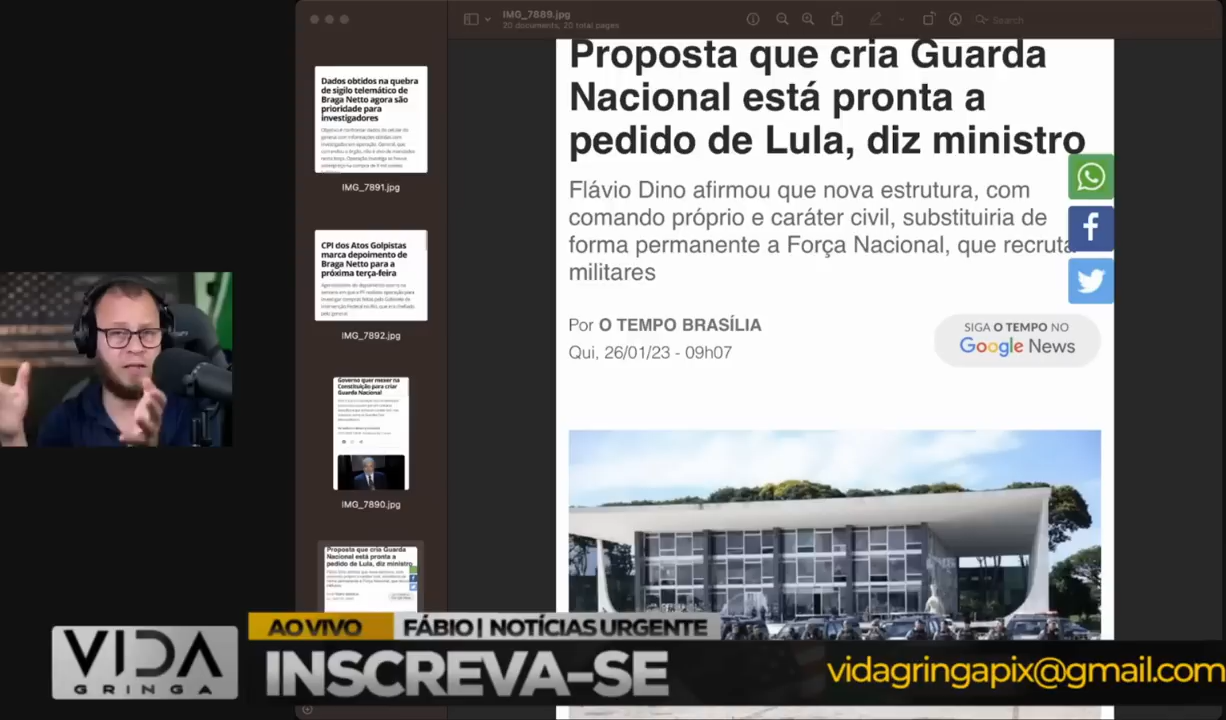 IMG_7889.jpg
20 documents, 20 total pages
Search
Dados obtidos na quebra
de sigilo telemático de
Braga Netto agora são
prioridade para
investigadores
IMG_7891.jpg
CPI dos Atos Golpistas
marca depoimento de
Braga Netto para a
próxima terça-feira
IMG_7892.jpg
Governo quer mexer na
Constituição para criar
Guarda Nacional
IMG_7890.jpg
Proposta que cria Guarda
Nacional está pronta a
pedido de Lula, diz ministro
Proposta que cria Guarda
Nacional está pronta a
pedido de Lula, diz ministro
Flávio Dino afirmou que nova estrutura, com
comando próprio e caráter civil, substituiria de
forma permanente a Força Nacional, que recruta
militares
Por O TEMPO BRASÍLIA
Qui, 26/01/23 - 09h07
SIGA O TEMPO NO
Google News
VIDA
GRINGA
AO VIVO
FÁBIO | NOTÍCIAS URGENTE
INSCREVA-SE
vidagringapix@gmail.com